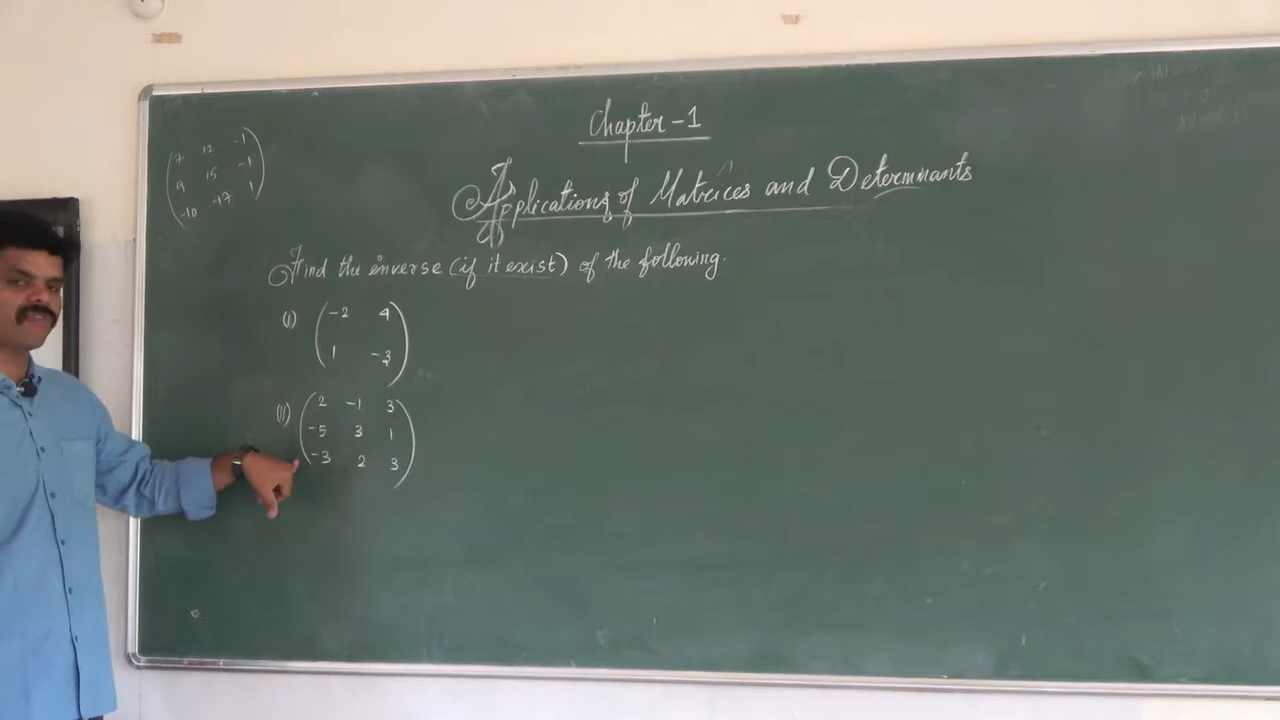 Chapter - 1
Applications of Matrices and Determinants
7 12 -1
9 15 -1
-10 -17 1
Find the inverse (if it exist) of the following.
(i) -2 4
1 -3
(ii) 2 -1 3
-5 3 1
-3 2 3